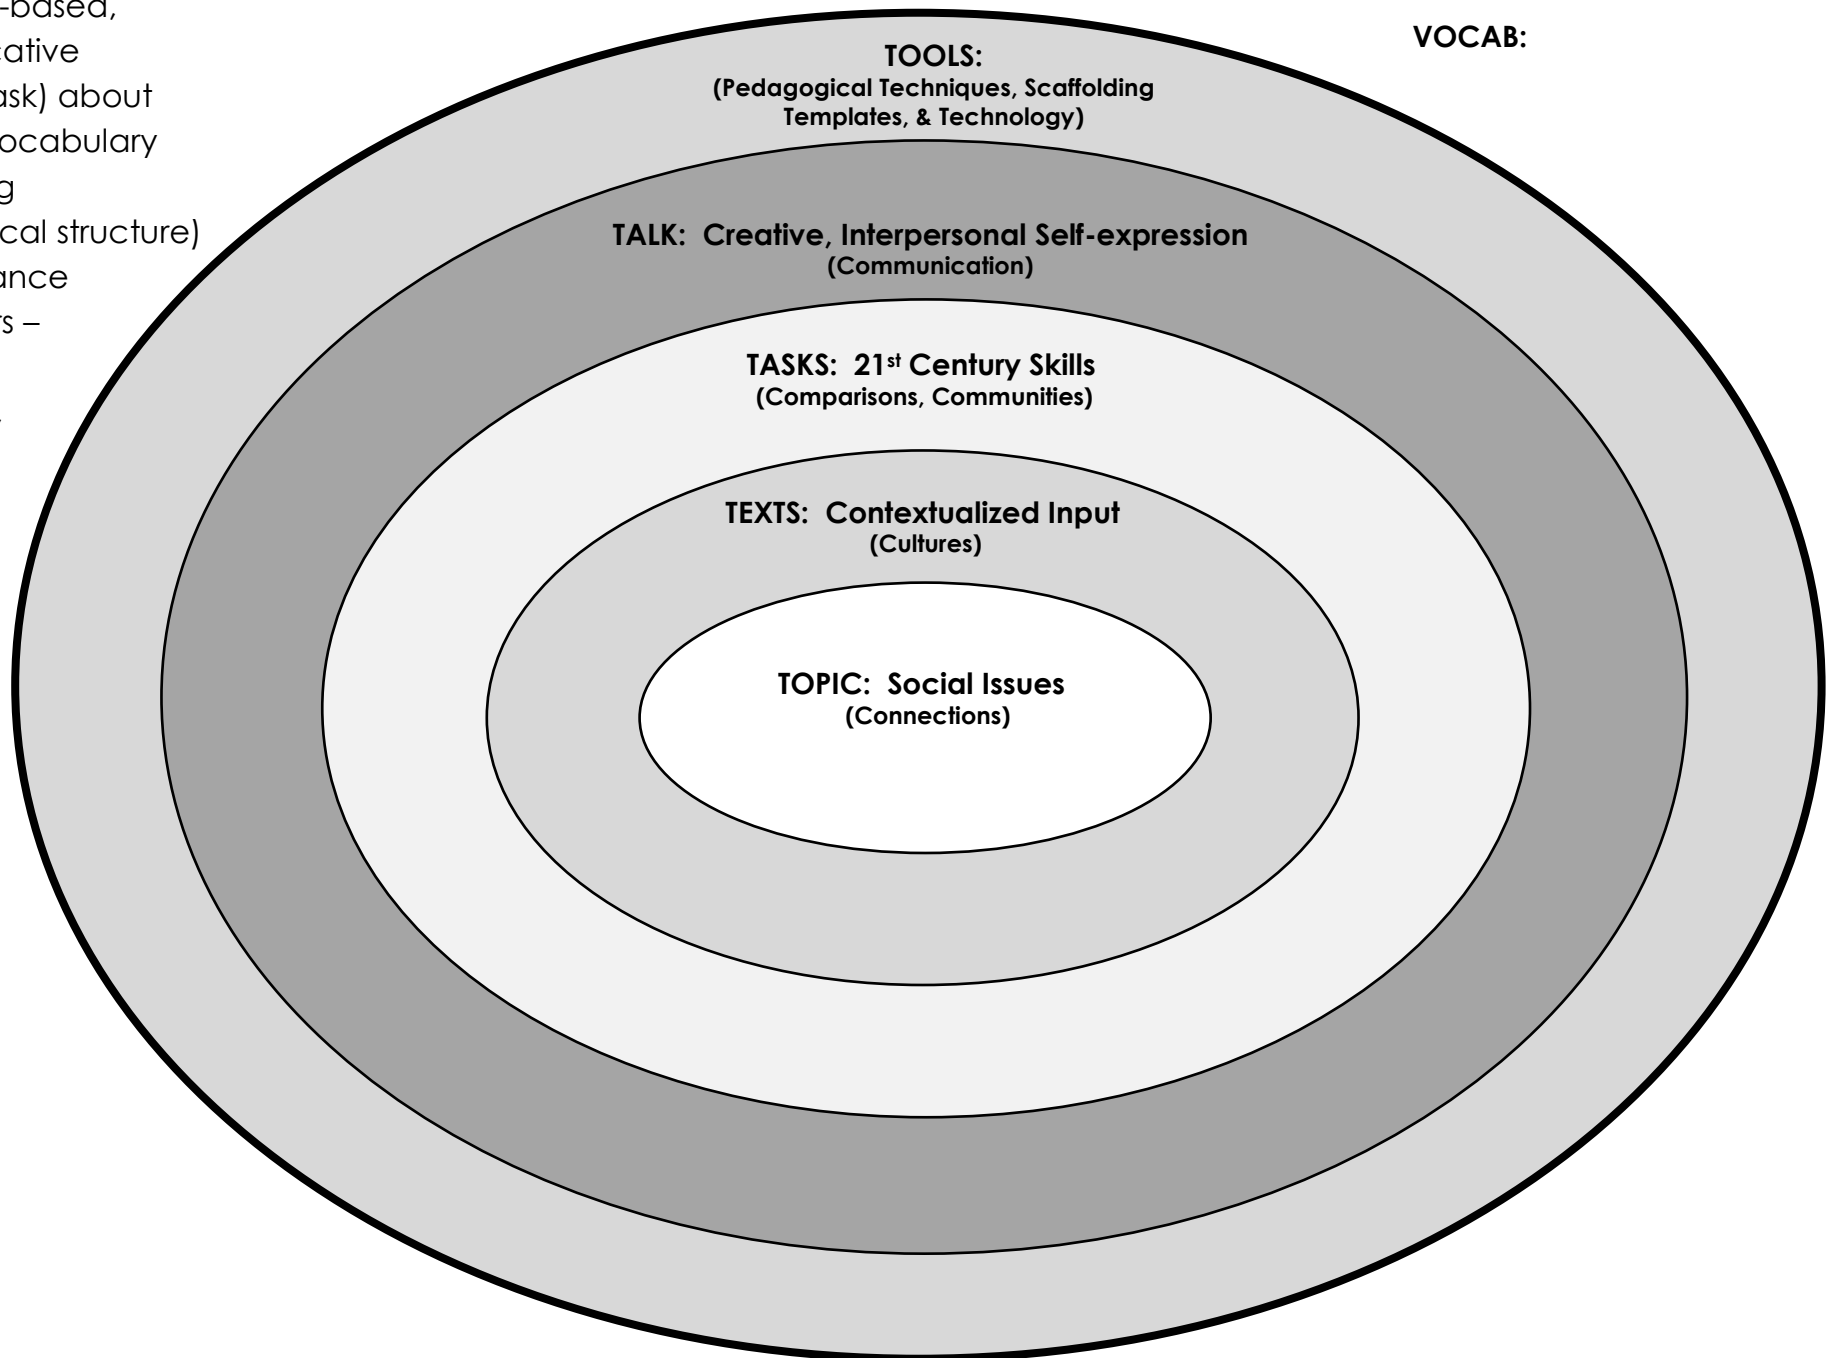 -based,
cative
ask) about
ocabulary
g
cal structure)
ance
rs –
VOCAB:
TOOLS:
(Pedagogical Techniques, Scaffolding
Templates, & Technology)
TALK: Creative, Interpersonal Self-expression
(Communication)
TASKS: 21st Century Skills
(Comparisons, Communities)
TEXTS: Contextualized Input
(Cultures)
TOPIC: Social Issues
(Connections)